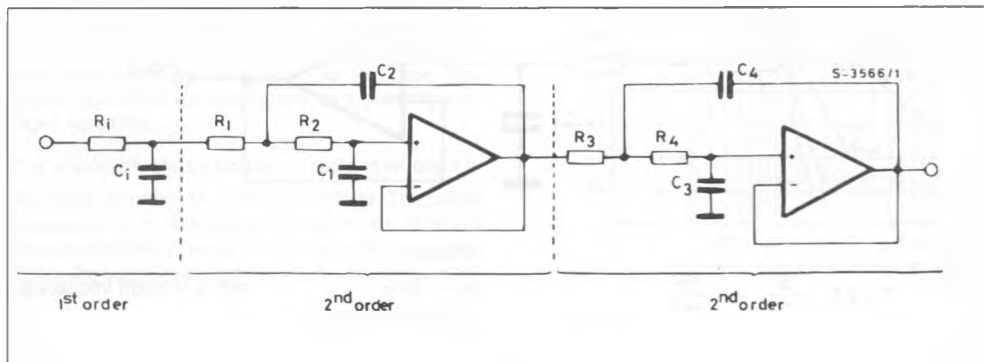 C2
C4
S-3566/1
Ri
R1
R2
R3
R4
Ci
C1
C3
+
-
+
-
1st order
2nd order
2nd order